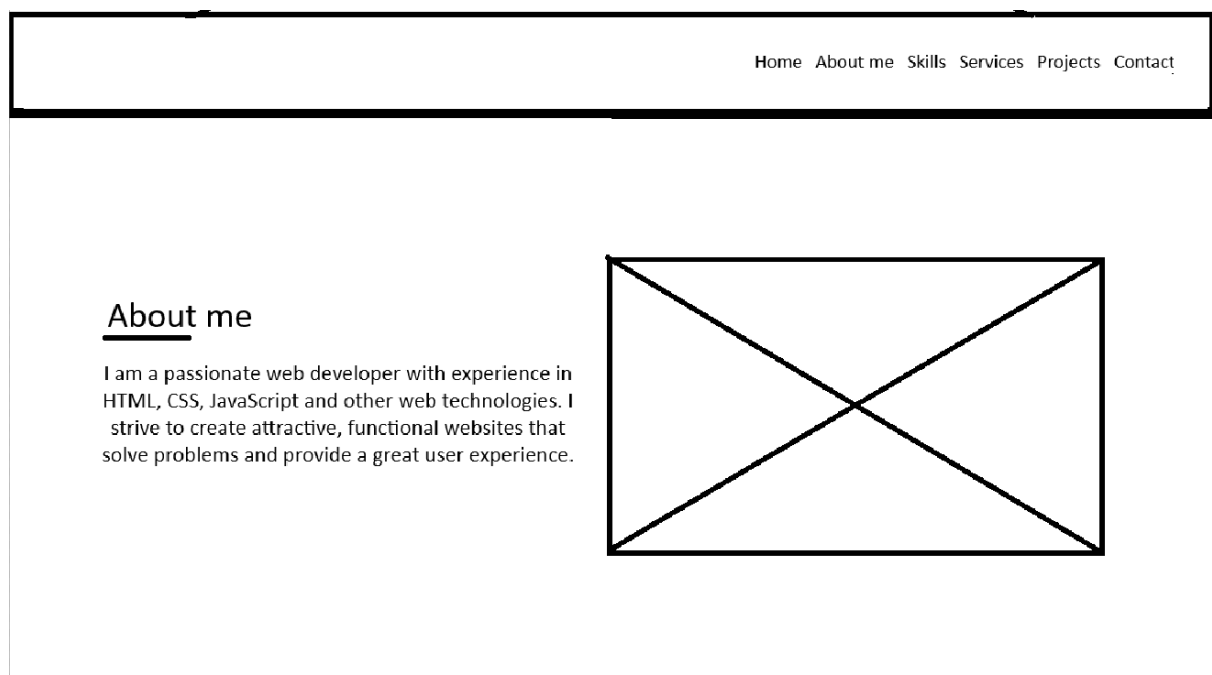 Home About me Skills Services Projects Contact
About me
I am a passionate web developer with experience in
HTML, CSS, JavaScript and other web technologies. I
strive to create attractive, functional websites that
solve problems and provide a great user experience.